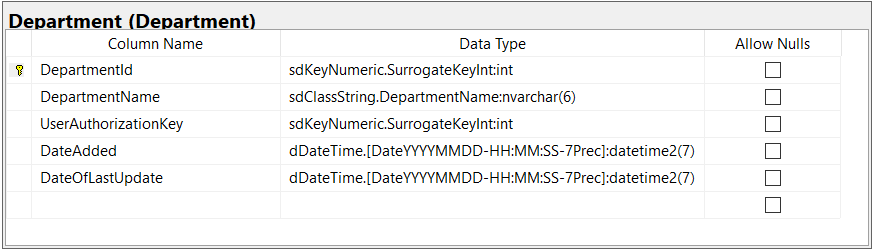 Department (Department)
Column Name Data Type Allow Nulls
DepartmentId sdKeyNumeric.SurrogateKeyInt:int
DepartmentName sdClassString.DepartmentName:nvarchar(6)
UserAuthorizationKey sdKeyNumeric.SurrogateKeyInt:int
DateAdded dDateTime.[DateYYYYMMDD-HH:MM:SS-7Prec]:datetime2(7)
DateOfLastUpdate dDateTime.[DateYYYYMMDD-HH:MM:SS-7Prec]:datetime2(7)